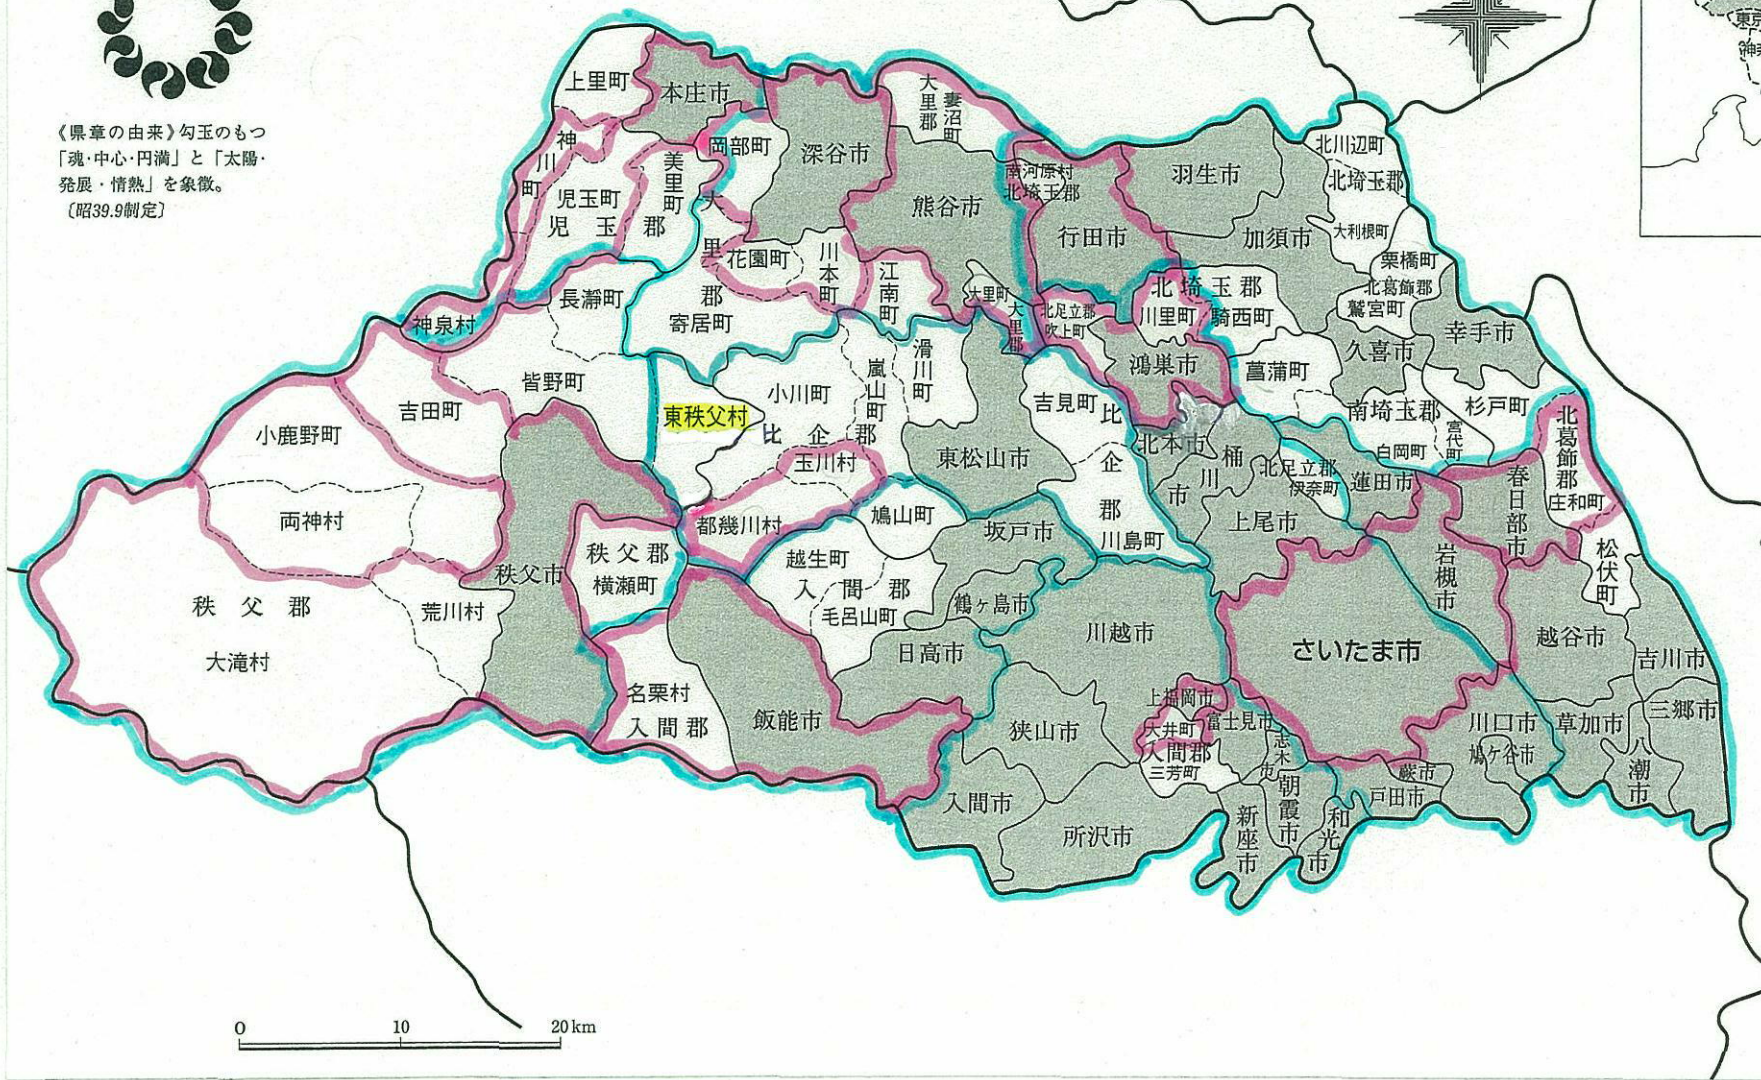 《県章の由来》勾玉のもつ
「魂・中心・円満」と「太陽・
発展・情熱」を象徴。
〔昭39.9制定〕
上里町
本庄市
神川町
児玉町
児玉郡
美里町
岡部町
深谷市
大里郡
妻沼町
熊谷市
南河原村
北埼玉郡
行田市
羽生市
加須市
北川辺町
北埼玉郡
大利根町
栗橋町
北葛飾郡
鷲宮町
幸手市
久喜市
大里郡
花園町
川本町
江南町
寄居町
大里町
大里郡
北足立郡
吹上町
北埼玉郡
川里町
騎西町
鴻巣市
菖蒲町
南埼玉郡
杉戸町
宮代町
白岡町
神泉村
長瀞町
皆野町
吉田町
小鹿野町
両神村
秩父郡
大滝村
荒川村
秩父市
秩父郡
横瀬町
東秩父村
小川町
嵐山町
滑川町
比企郡
玉川村
都幾川村
鳩山町
東松山市
吉見町
比企郡
川島町
北本市
桶川市
北足立郡
伊奈町
蓮田市
上尾市
岩槻市
春日部市
北葛飾郡
庄和町
松伏町
越谷市
吉川市
三郷市
越生町
入間郡
毛呂山町
坂戸市
鶴ヶ島市
日高市
川越市
さいたま市
名栗村
入間郡
飯能市
狭山市
入間市
所沢市
上福岡市
大井町
入間郡
三芳町
富士見市
志木市
新座市
朝霞市
和光市
戸田市
蕨市
川口市
鳩ケ谷市
草加市
八潮市
0 10 20km